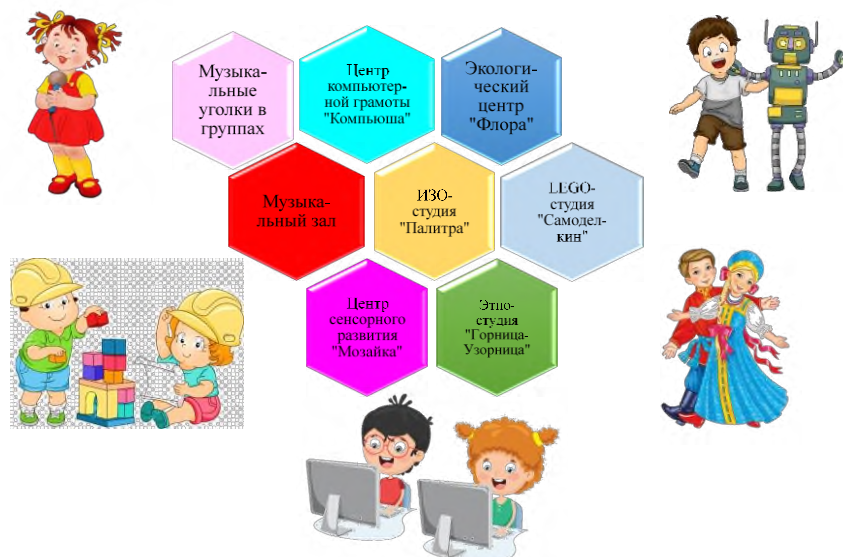 Музыка-
льные
уголки в
группах
Центр
компьютер-
ной грамоты
"Компьюша"
Экологи-
ческий
центр
"Флора"
Музыка-
льный зал
ИЗО-
студия
"Палитра"
LEGO-
студия
"Самодел-
кин"
Центр
сенсорного
развития
"Мозайка"
Этно-
студия
"Горница-
Узорница"